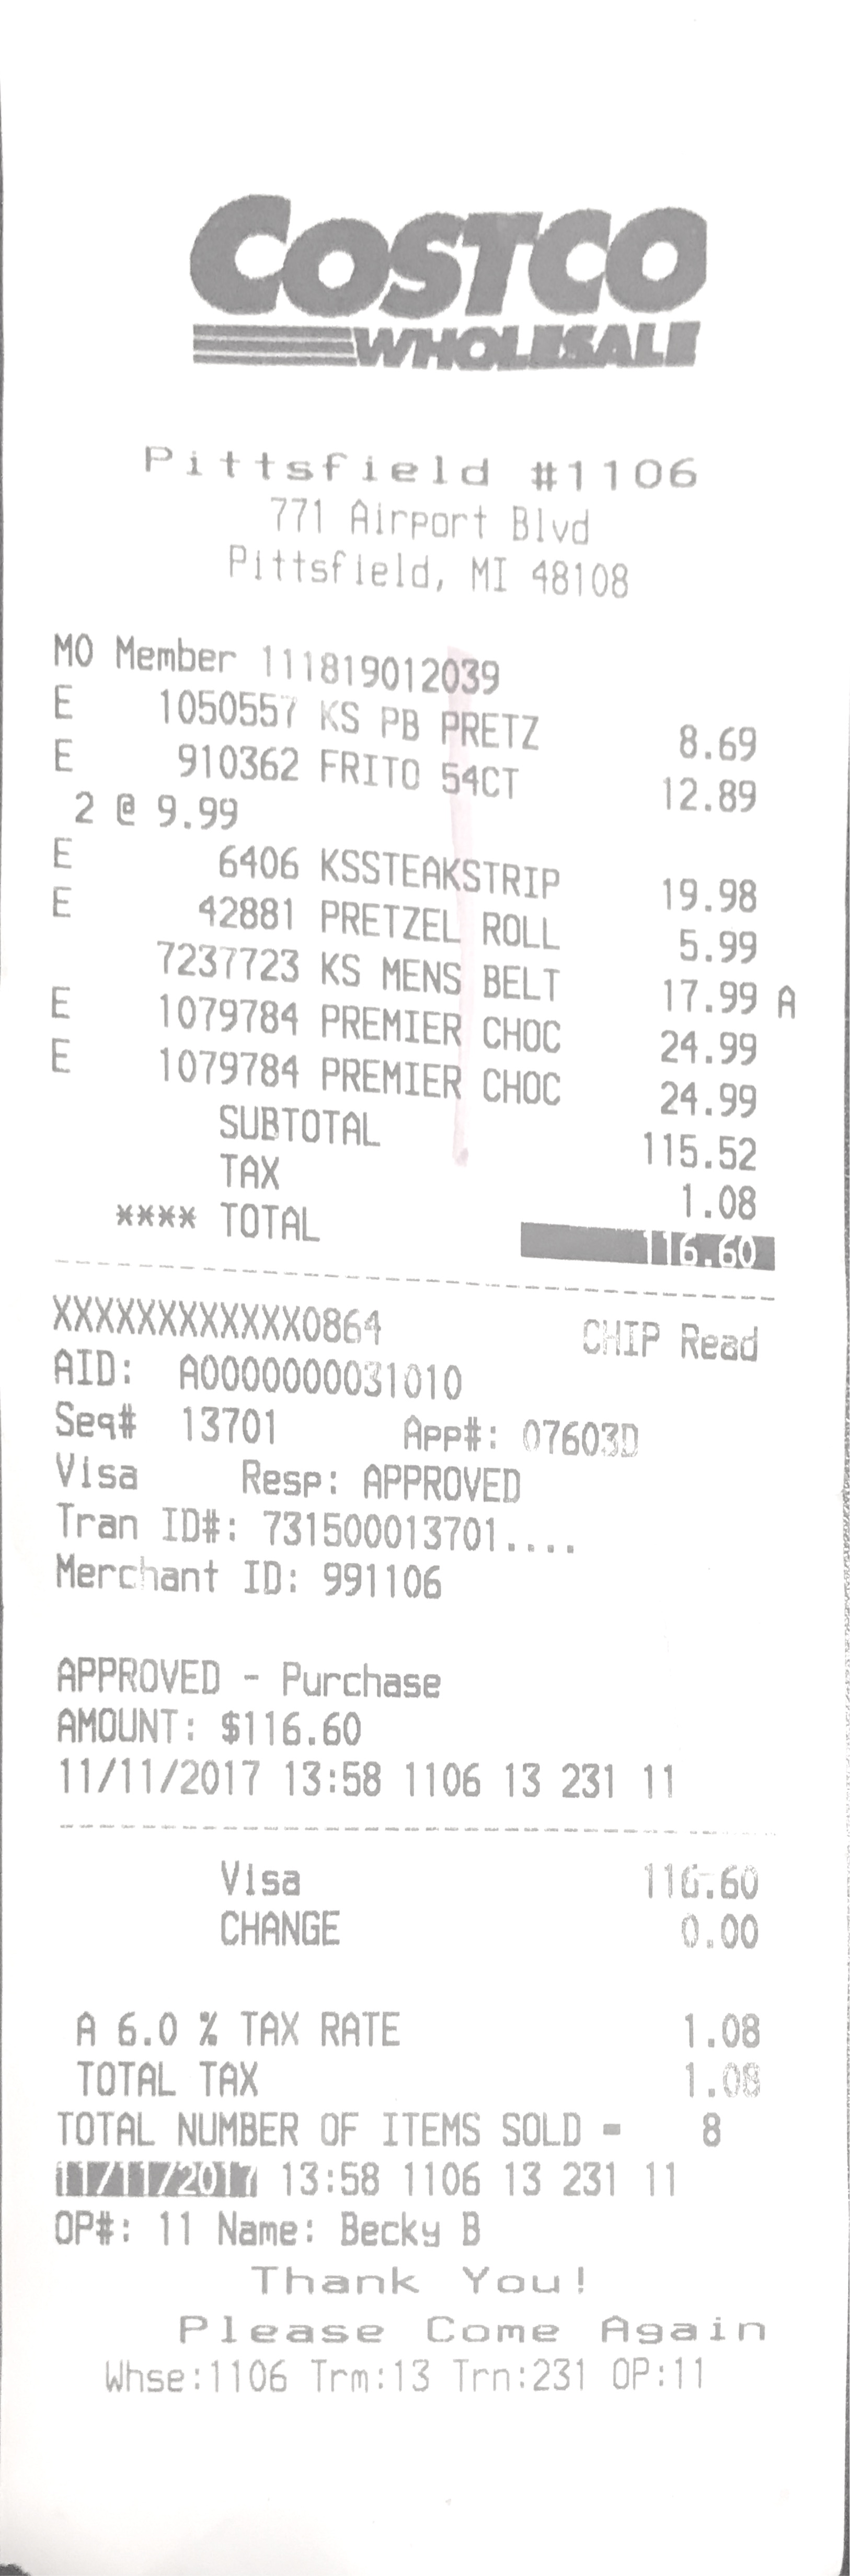 COSTCO
WHOLESALE
Pittsfield #1106
771 Airport Blvd
Pittsfield, MI 48108
MO Member 111819012039
E 1050557 KS PB PRETZ 8.69
E 910362 FRITO 54CT 12.89
2 @ 9.99
E 6406 KSSTEAKSTRIP 19.98
E 42881 PRETZEL ROLL 5.99
7237723 KS MENS BELT 17.99 A
E 1079784 PREMIER CHOC 24.99
E 1079784 PREMIER CHOC 24.99
SUBTOTAL 115.52
TAX 1.08
**** TOTAL 116.60
XXXXXXXXXXXX0864 CHIP Read
AID: A0000000031010
Seq# 13701 App#: 07603D
Visa Resp: APPROVED
Tran ID#: 731500013701....
Merchant ID: 991106
APPROVED - Purchase
AMOUNT: $116.60
11/11/2017 13:58 1106 13 231 11
Visa 116.60
CHANGE 0.00
A 6.0 % TAX RATE 1.08
TOTAL TAX 1.08
TOTAL NUMBER OF ITEMS SOLD = 8
11/11/2017 13:58 1106 13 231 11
OP#: 11 Name: Becky B
Thank You!
Please Come Again
Whse:1106 Trm:13 Trn:231 OP:11